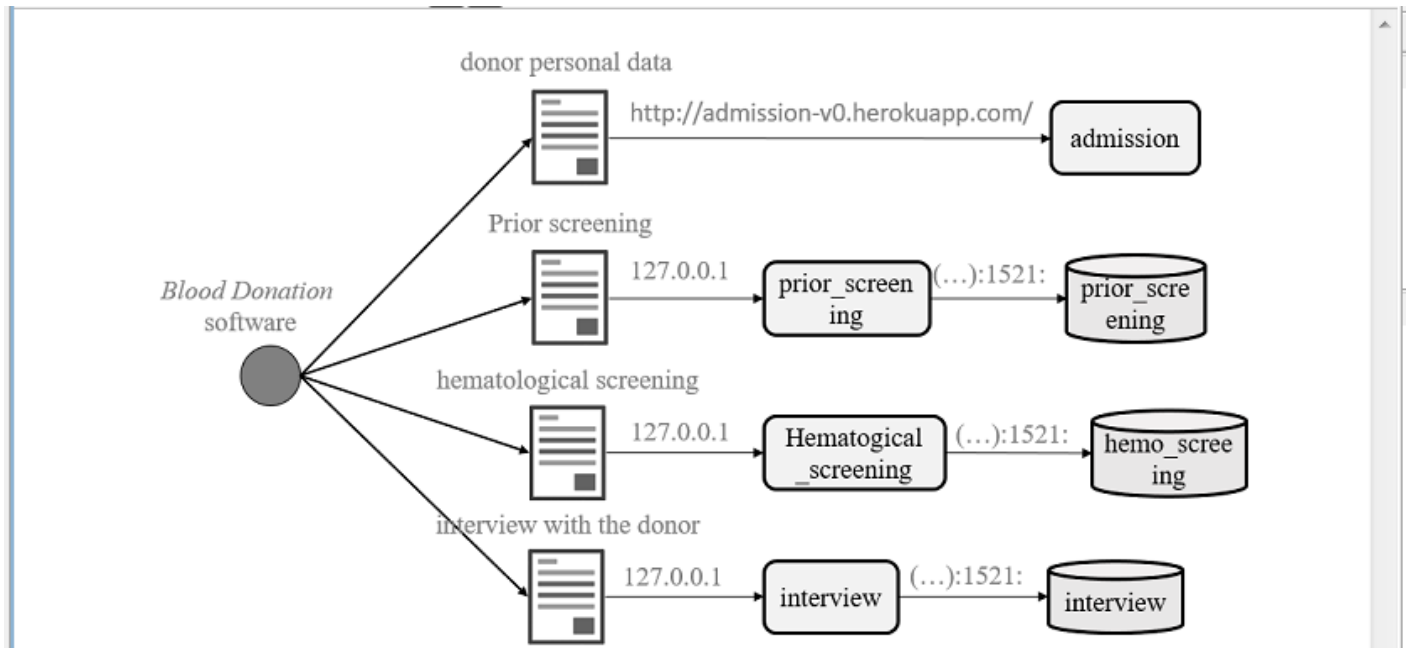 donor personal data
http://admission-v0.herokuapp.com/
admission
Prior screening
127.0.0.1
prior_screen
ing
(...):1521:
prior_scre
ening
Blood Donation
software
hematological screening
127.0.0.1
Hematogical
_screening
(...):1521:
hemo_scree
ing
interview with the donor
127.0.0.1
interview
(...):1521:
interview